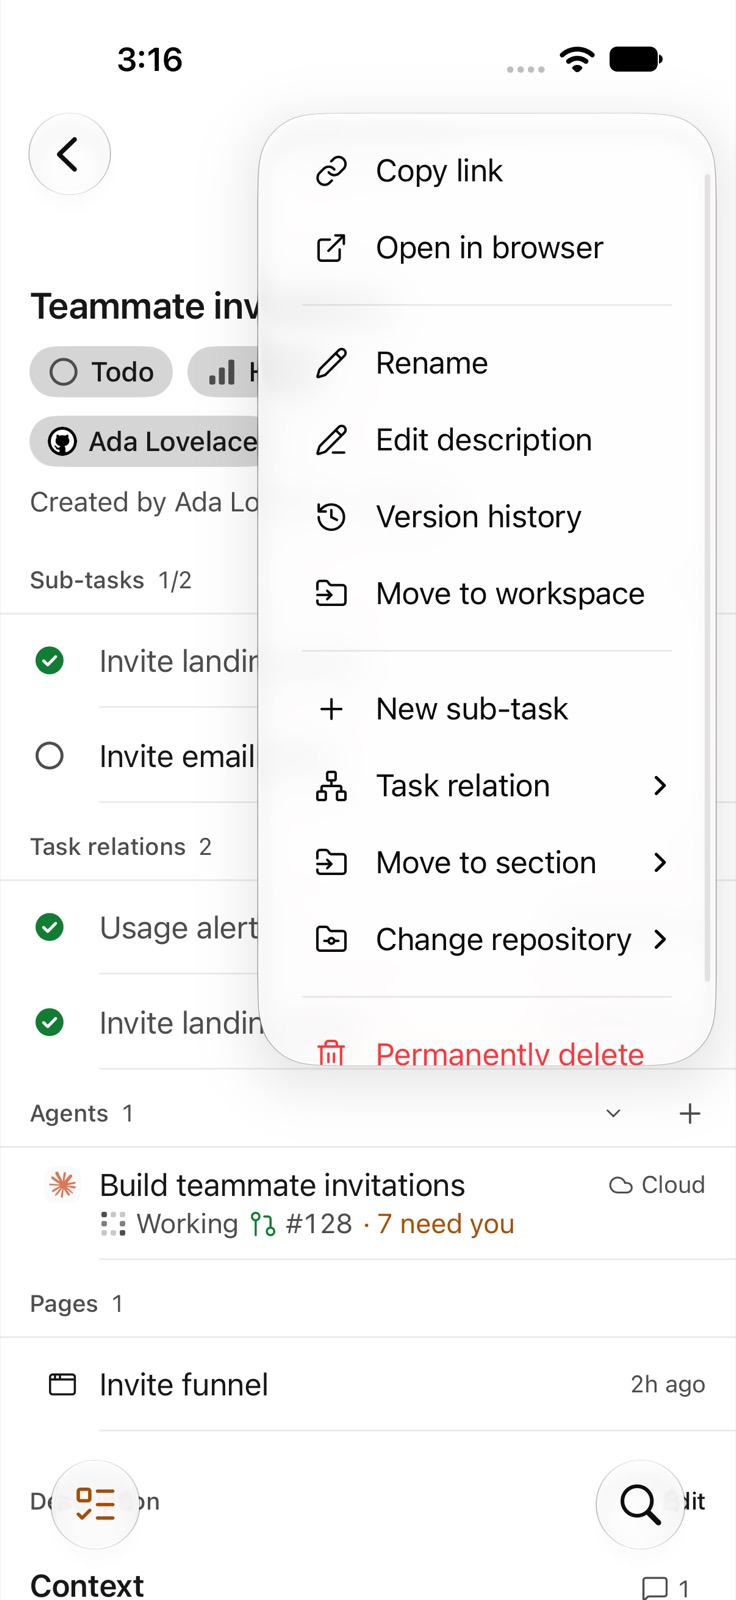 3:16
Copy link
Open in browser
Teammate inv
Rename
Todo
Edit description
Ada Lovelace
Created by Ada Lo
Version history
Sub-tasks 1/2
Move to workspace
Invite landin
New sub-task
Invite email
Task relation
Task relations 2
Move to section
Usage alert
Change repository
Invite landin
Permanently delete
Agents 1
Build teammate invitations
Cloud
Working #128 · 7 need you
Pages 1
Invite funnel
2h ago
Context
1